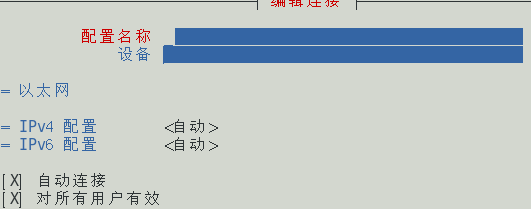 编辑连接
配置名称
设备
= 以太网
= IPv4 配置 <自动>
= IPv6 配置 <自动>
[X] 自动连接
[X] 对所有用户有效